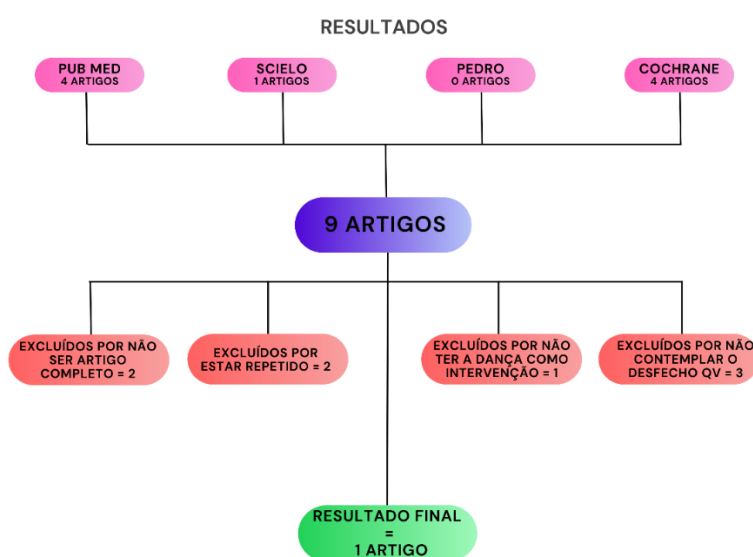 RESULTADOS
PUB MED
4 ARTIGOS
SCIELO
1 ARTIGOS
PEDRO
0 ARTIGOS
COCHRANE
4 ARTIGOS
9 ARTIGOS
EXCLUÍDOS POR NÃO
SER ARTIGO
COMPLETO = 2
EXCLUÍDOS POR
ESTAR REPETIDO = 2
EXCLUÍDOS POR NÃO
TER A DANÇA COMO
INTERVENÇÃO = 1
EXCLUÍDOS POR NÃO
CONTEMPLAR O
DESFECHO QV = 3
RESULTADO FINAL
=
1 ARTIGO